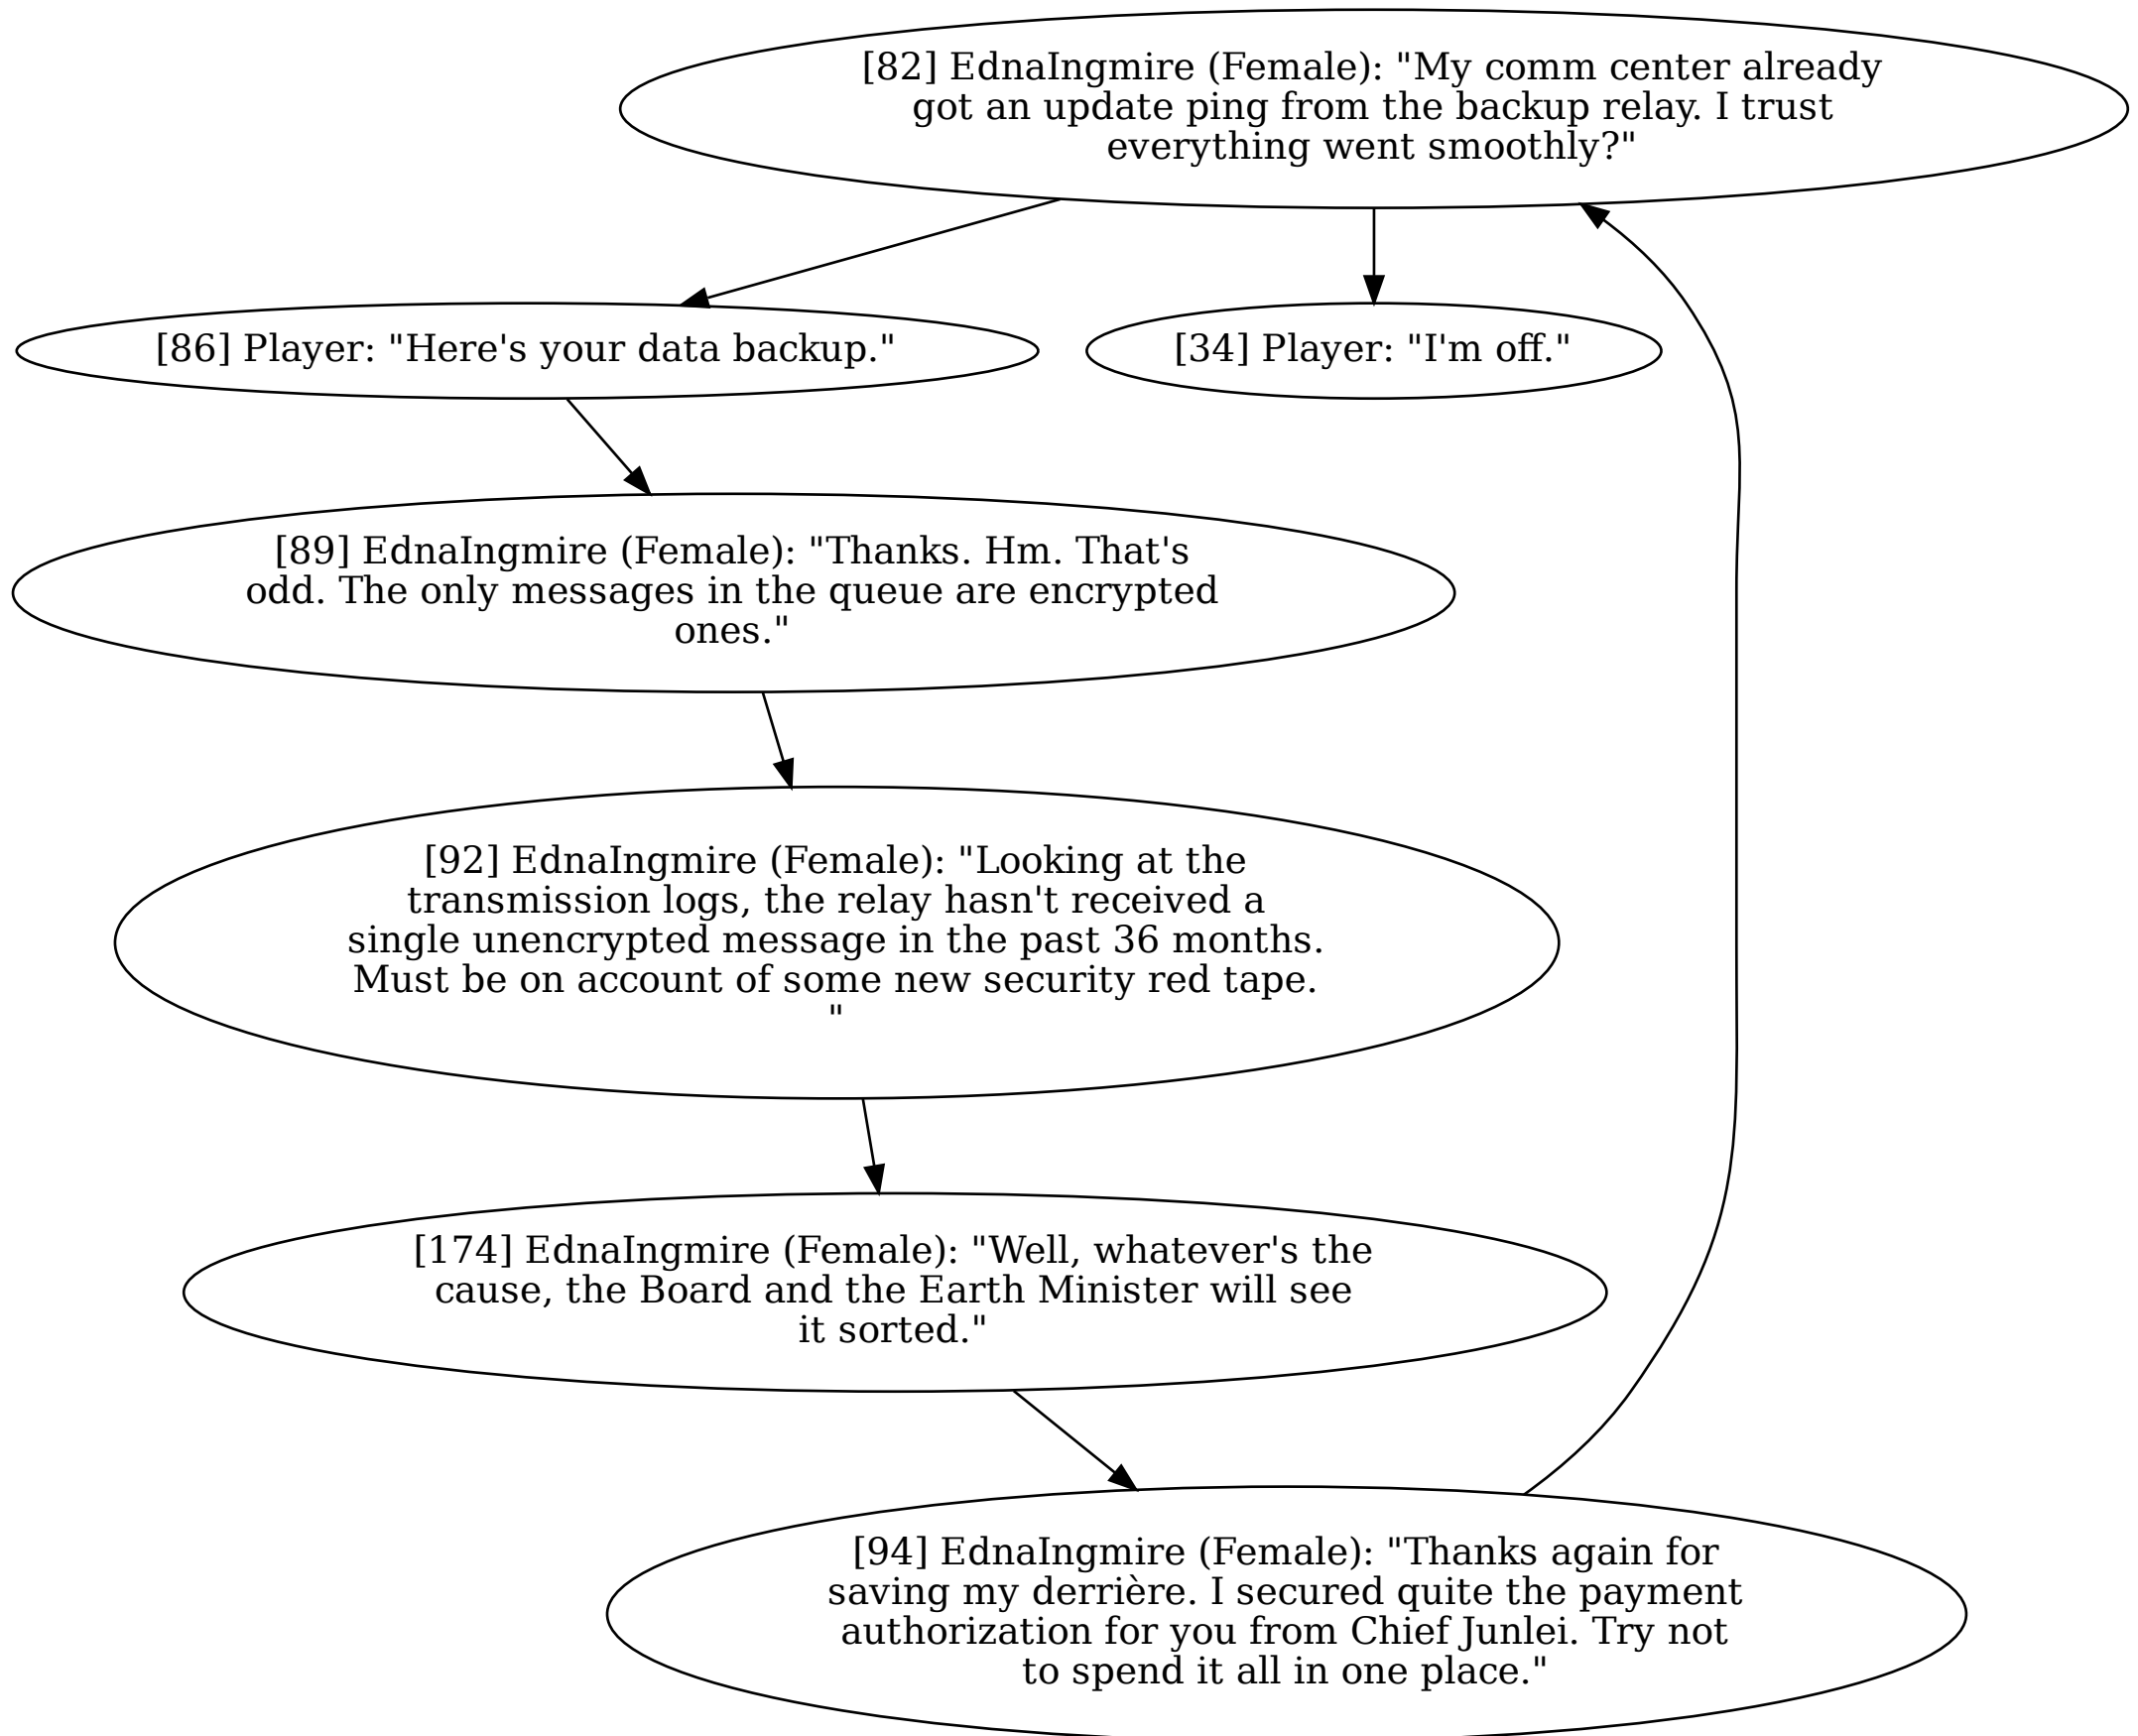 [82] EdnaIngmire (Female): "My comm center already
got an update ping from the backup relay. I trust
everything went smoothly?"
[86] Player: "Here's your data backup."
[34] Player: "I'm off."
[89] EdnaIngmire (Female): "Thanks. Hm. That's
odd. The only messages in the queue are encrypted
ones."
[92] EdnaIngmire (Female): "Looking at the
transmission logs, the relay hasn't received a
single unencrypted message in the past 36 months.
Must be on account of some new security red tape.
"
[174] EdnaIngmire (Female): "Well, whatever's the
cause, the Board and the Earth Minister will see
it sorted."
[94] EdnaIngmire (Female): "Thanks again for
saving my derrière. I secured quite the payment
authorization for you from Chief Junlei. Try not
to spend it all in one place."